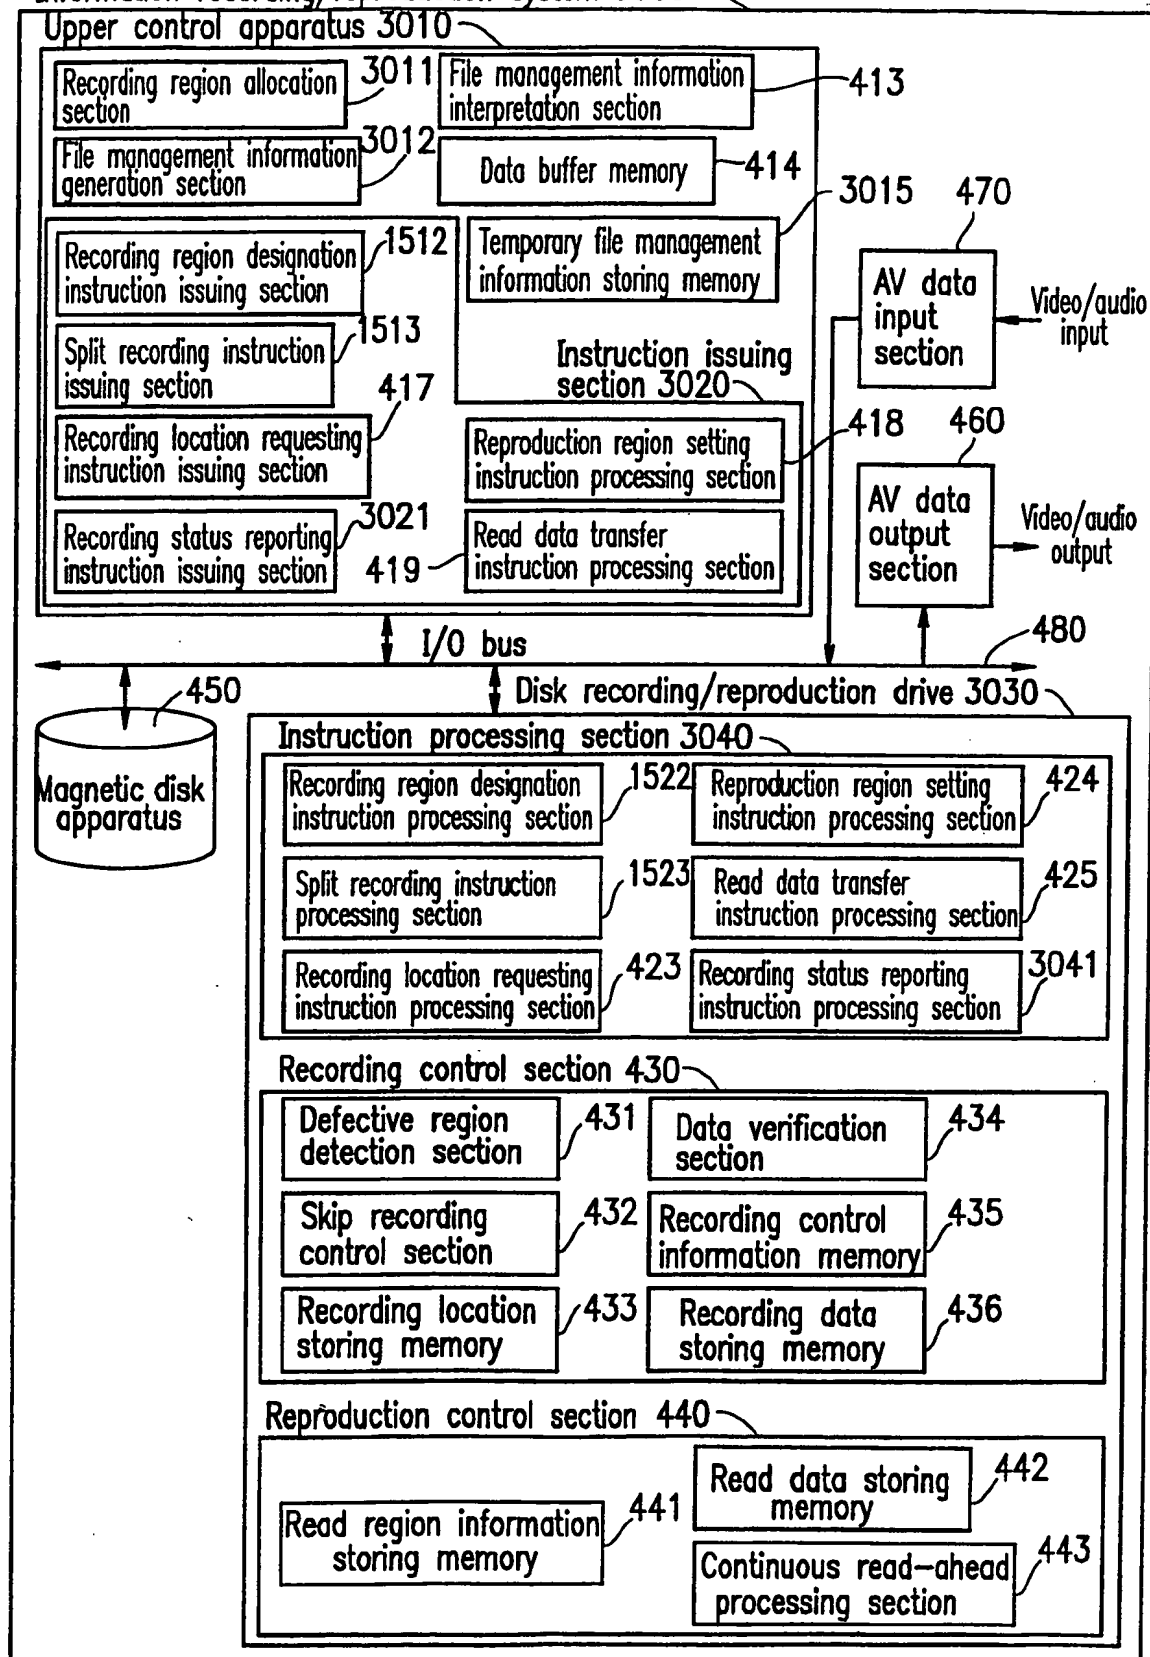 Upper control apparatus 3010
Recording region allocation
section
3011
File management information
interpretation section
413
File management information
generation section
3012
Data buffer memory
414
3015
470
Recording region designation
instruction issuing section
1512
Temporary file management
information storing memory
AV data
input
section
Video/audio
input
Split recording instruction
issuing section
1513
Instruction issuing
section 3020
Recording location requesting
instruction issuing section
417
Reproduction region setting
instruction processing section
418
460
AV data
output
section
Video/audio
output
Recording status reporting
instruction issuing section
3021
Read data transfer
instruction processing section
419
I/O bus
480
450
Magnetic disk
apparatus
Disk recording/reproduction drive 3030
Instruction processing section 3040
Recording region designation
instruction processing section
1522
Reproduction region setting
instruction processing section
424
Split recording instruction
processing section
1523
Read data transfer
instruction processing section
425
Recording location requesting
instruction processing section
423
Recording status reporting
instruction processing section
3041
Recording control section 430
Defective region
detection section
431
Data verification
section
434
Skip recording
control section
432
Recording control
information memory
435
Recording location
storing memory
433
Recording data
storing memory
436
Reproduction control section 440
Read region information
storing memory
441
Read data storing
memory
442
Continuous read-ahead
processing section
443